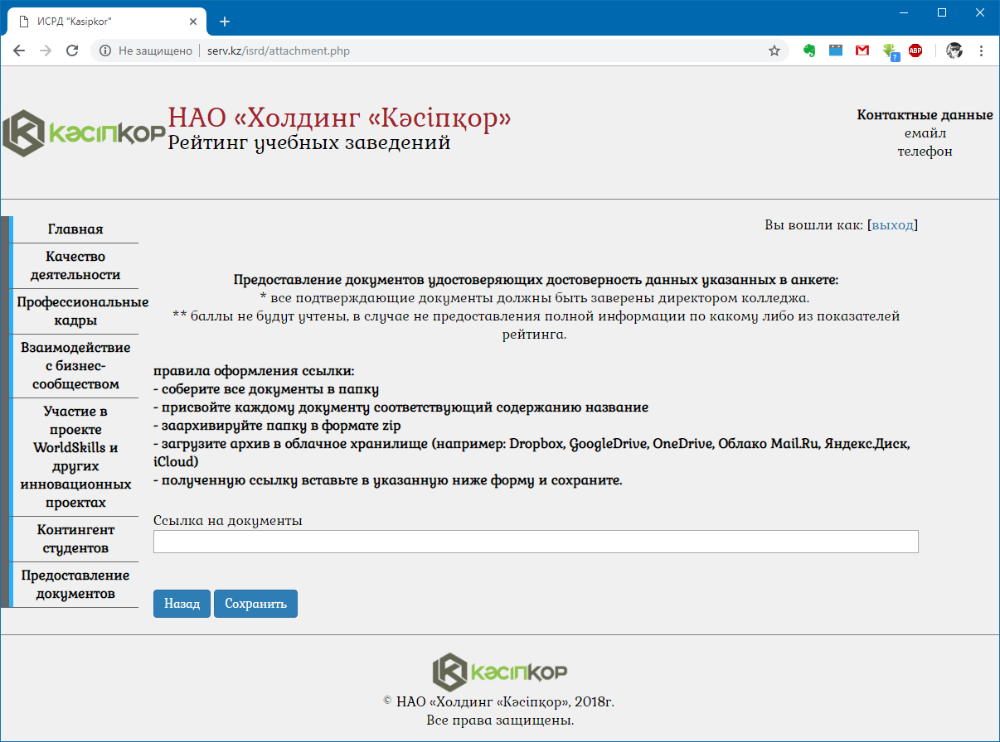 ИСРД "Kasipkor"
Не защищено
serv.kz/isrd/attachment.php
ABP
кәсіпқор
НАО «Холдинг «Кәсіпқор»
Рейтинг учебных заведений
Контактные данные
емайл
телефон
Главная
Качество
деятельности
Профессиональные
кадры
Взаимодействие
с бизнес-
сообществом
Участие в
проекте
WorldSkills и
других
инновационных
проектах
Контингент
студентов
Предоставление
документов
Вы вошли как: [выход]
Предоставление документов удостоверяющих достоверность данных указанных в анкете:
* все подтверждающие документы должны быть заверены директором колледжа.
** баллы не будут учтены, в случае не предоставления полной информации по какому либо из показателей
рейтинга.
правила оформления ссылки:
- соберите все документы в папку
- присвойте каждому документу соответствующий содержанию название
- заархивируйте папку в формате zip
- загрузите архив в облачное хранилище (например: Dropbox, GoogleDrive, OneDrive, Облако Mail.Ru, Яндекс.Диск,
iCloud)
- полученную ссылку вставьте в указанную ниже форму и сохраните.
Ссылка на документы
Назад
Сохранить
кәсіпқор
© НАО «Холдинг «Кәсіпқор», 2018г.
Все права защищены.